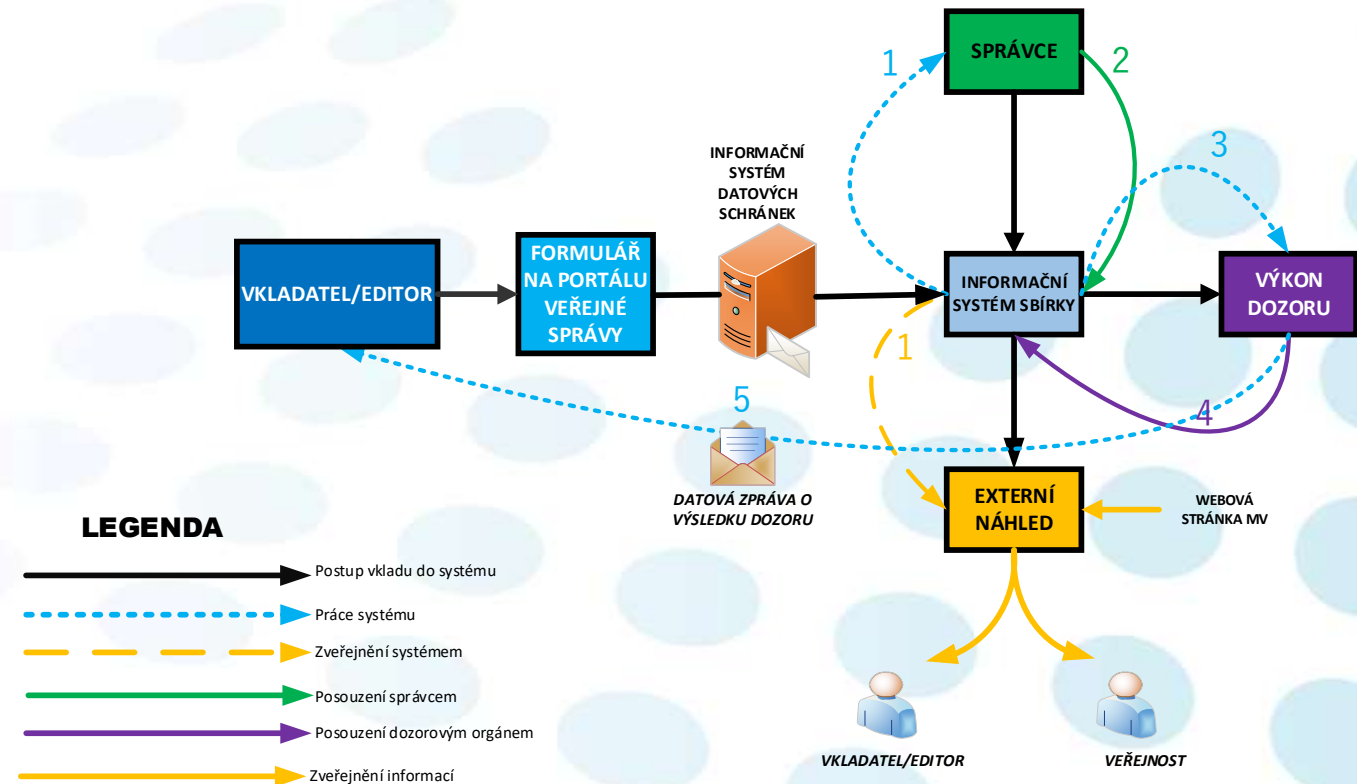 SPRÁVCE
1
2
3
INFORMAČNÍ
SYSTÉM
DATOVÝCH
SCHRÁNEK
VKLADATEL/EDITOR
FORMULÁŘ
NA PORTÁLU
VEŘEJNÉ
SPRÁVY
INFORMAČNÍ
SYSTÉM SBÍRKY
VÝKON
DOZORU
1
5
4
DATOVÁ ZPRÁVA O
VÝSLEDKU DOZORU
EXTERNÍ
NÁHLED
WEBOVÁ
STRÁNKA MV
LEGENDA
Postup vkladu do systému
Práce systému
Zveřejnění systémem
Posouzení správcem
Posouzení dozorovým orgánem
Zveřejnění informací
VKLADATEL/EDITOR
VEŘEJNOST